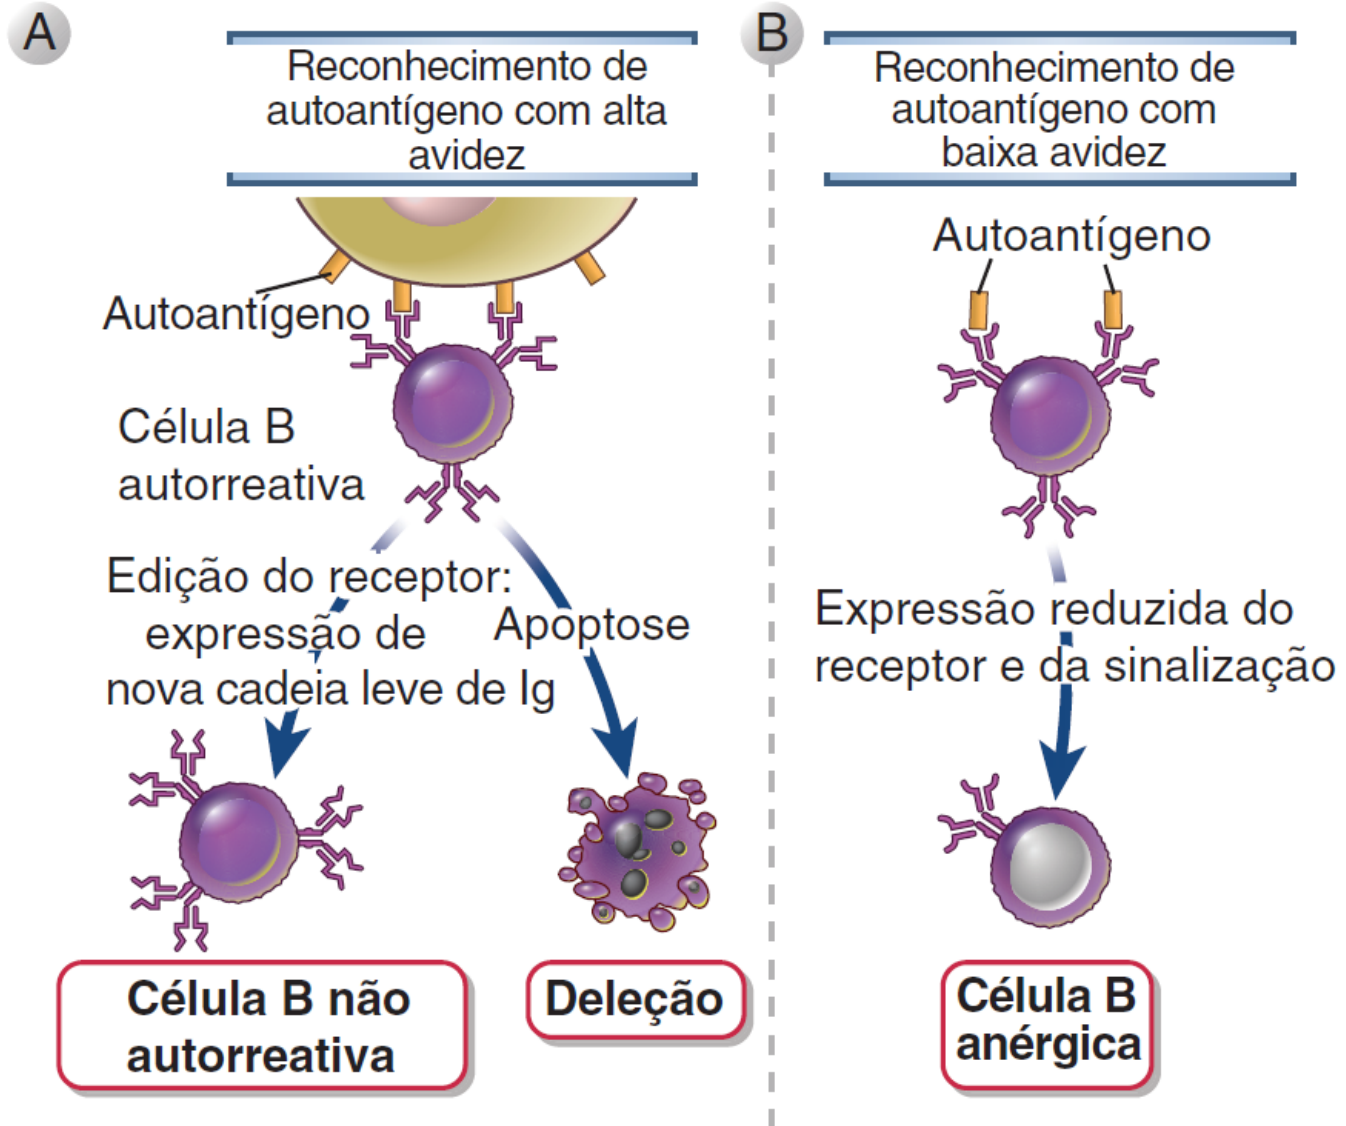 A
Reconhecimento de
autoantígeno com alta
avidez
Autoantígeno
Célula B
autorreativa
Edição do receptor:
expressão de
nova cadeia leve de Ig
Apoptose
Célula B não
autorreativa
Deleção
B
Reconhecimento de
autoantígeno com
baixa avidez
Autoantígeno
Expressão reduzida do
receptor e da sinalização
Célula B
anérgica